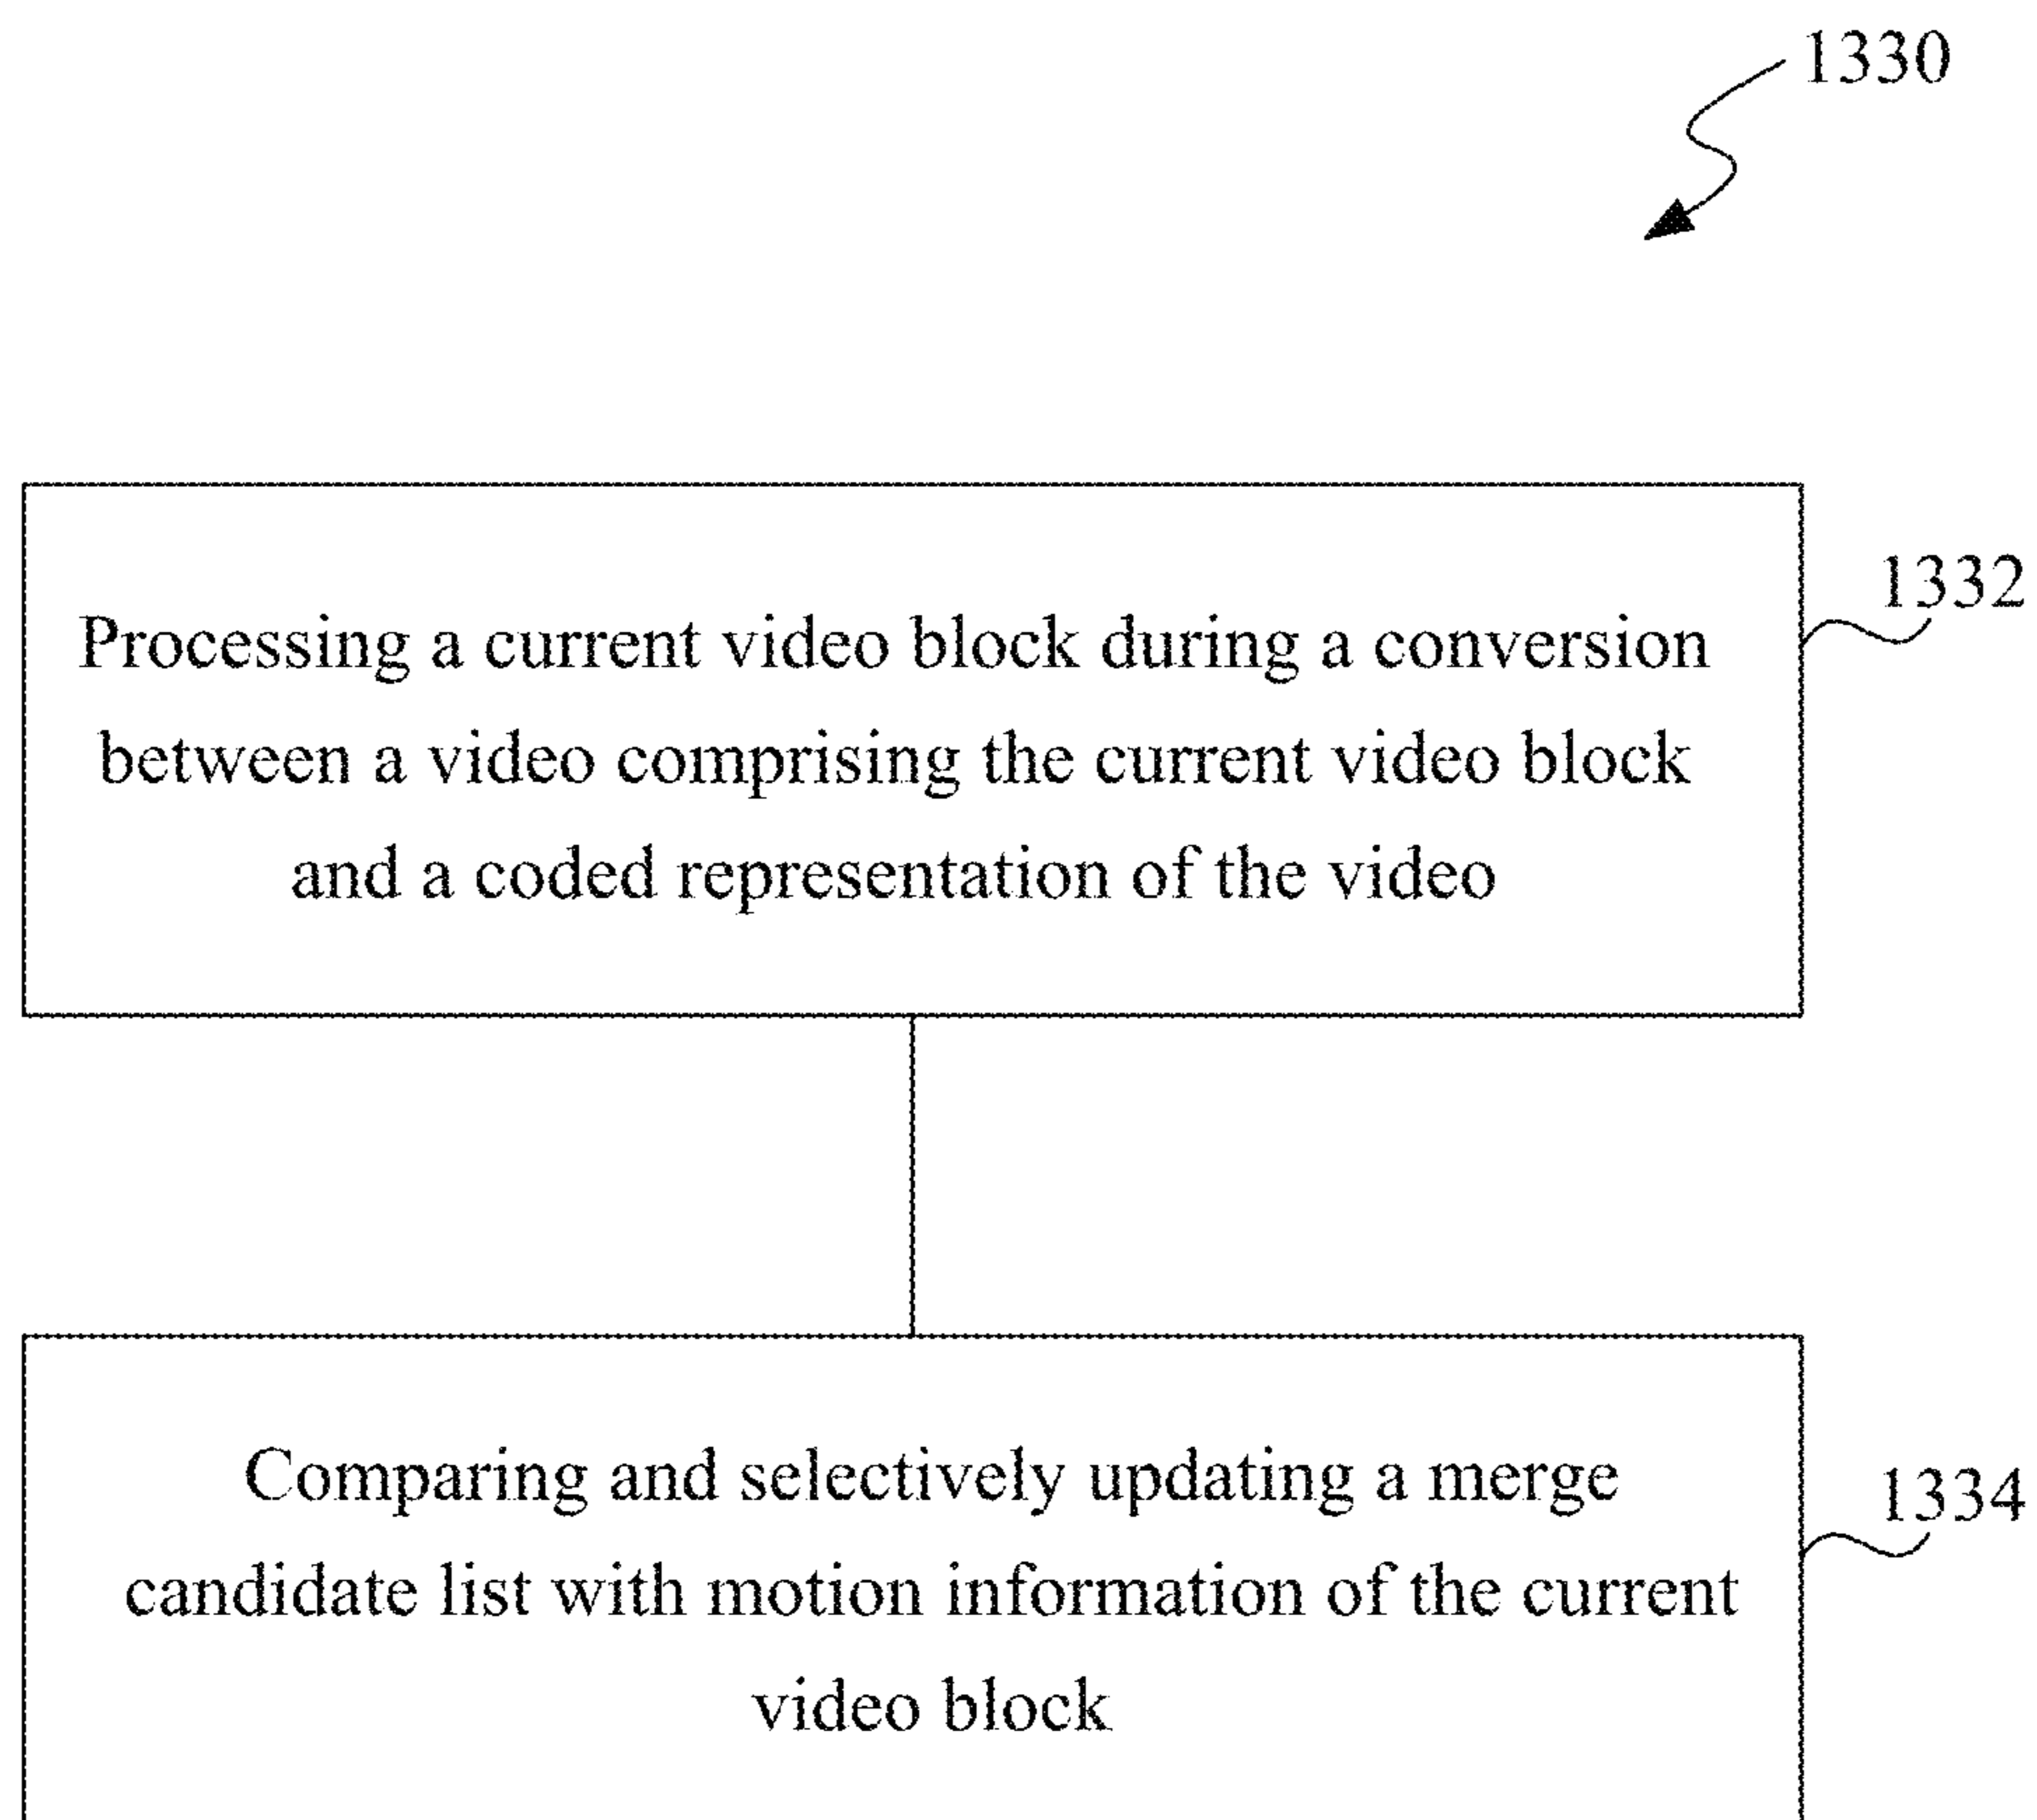 1330
1332
Processing a current video block during a conversion
between a video comprising the current video block
and a coded representation of the video
1334
Comparing and selectively updating a merge
candidate list with motion information of the current
video block